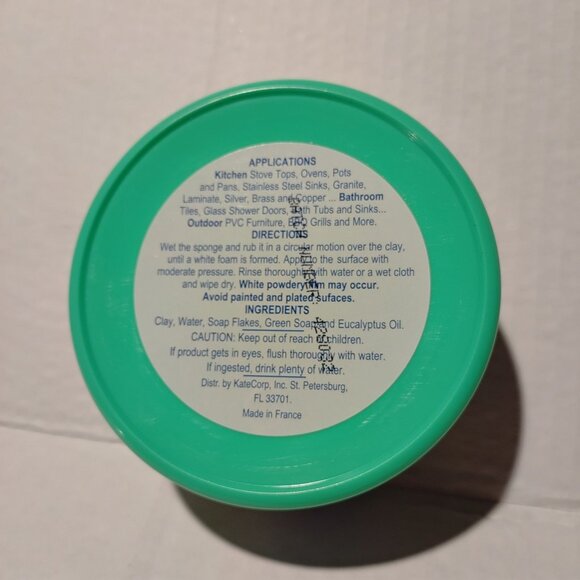 APPLICATIONS
Kitchen Stove Tops, Ovens, Pots
and Pans, Stainless Steel Sinks, Granite,
Laminate, Silver, Brass and Copper ... Bathroom
Tiles, Glass Shower Doors, Bath Tubs and Sinks...
Outdoor PVC Furniture, BBQ Grills and More.
DIRECTIONS
Wet the sponge and rub it in a circular motion over the clay,
until a white foam is formed. Apply to the surface with
moderate pressure. Rinse thoroughly with water or a wet cloth
and wipe dry. White powdery film may occur.
Avoid painted and plated sufaces.
INGREDIENTS
Clay, Water, Soap Flakes, Green Soap and Eucalyptus Oil.
CAUTION: Keep out of reach of children.
If product gets in eyes, flush thoroughly with water.
If ingested, drink plenty of water.
Distr. by KateCorp, Inc. St. Petersburg,
FL 33701.
Made in France
BATCH NUMBER: